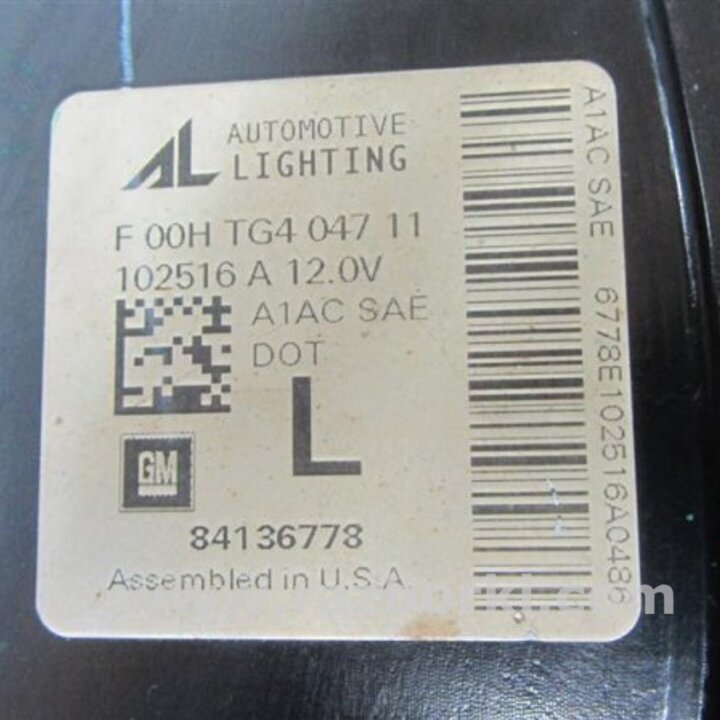 AL AUTOMOTIVE
LIGHTING
F 00H TG4 047 11
102516 A 12.0V
A1AC SAE
DOT
L
GM
84136778
Assembled in U.S.A.
A1AC SAE 6778E102516A0486